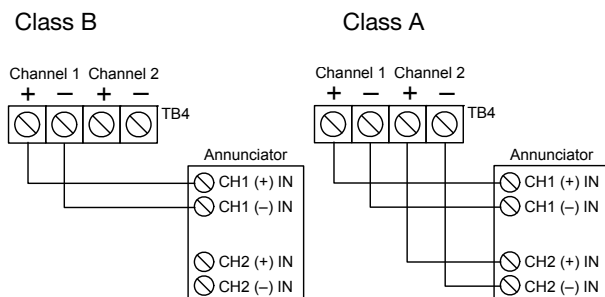 Class B
Channel 1 Channel 2
+ – + –
TB4
Annunciator
CH1 (+) IN
CH1 (–) IN
CH2 (+) IN
CH2 (–) IN
Class A
Channel 1 Channel 2
+ – + –
TB4
Annunciator
CH1 (+) IN
CH1 (–) IN
CH2 (+) IN
CH2 (–) IN